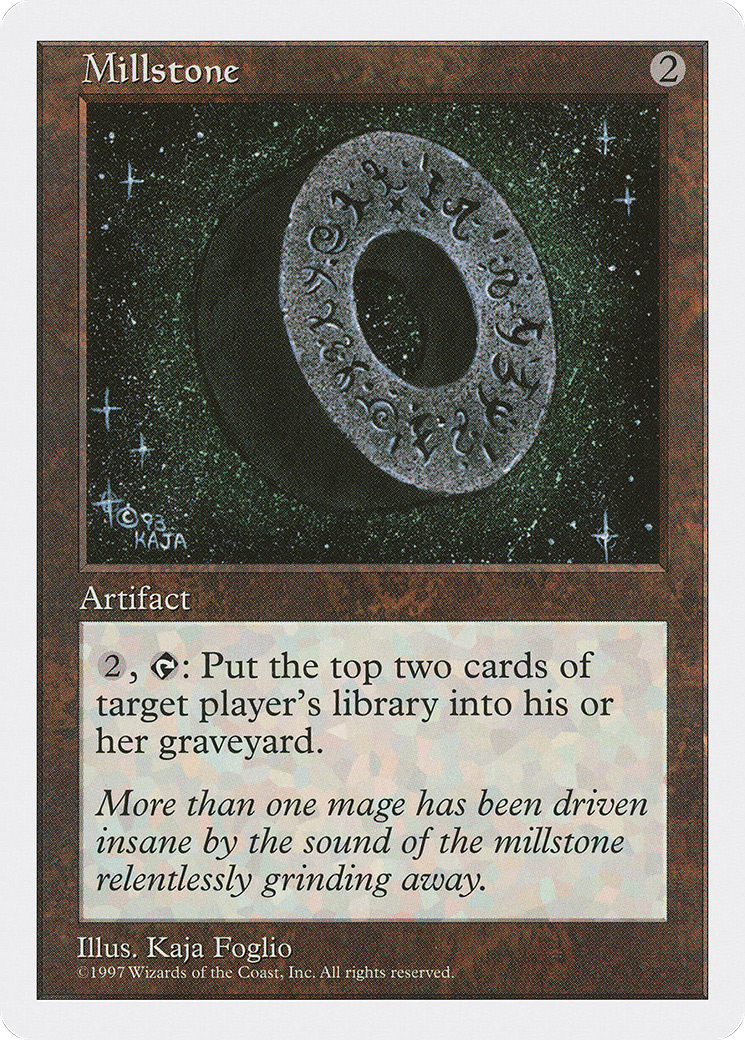 Millstone 2
©93
KAJA
Artifact
2, : Put the top two cards of
target player's library into his or
her graveyard.
More than one mage has been driven
insane by the sound of the millstone
relentlessly grinding away.
Illus. Kaja Foglio
©1997 Wizards of the Coast, Inc. All rights reserved.